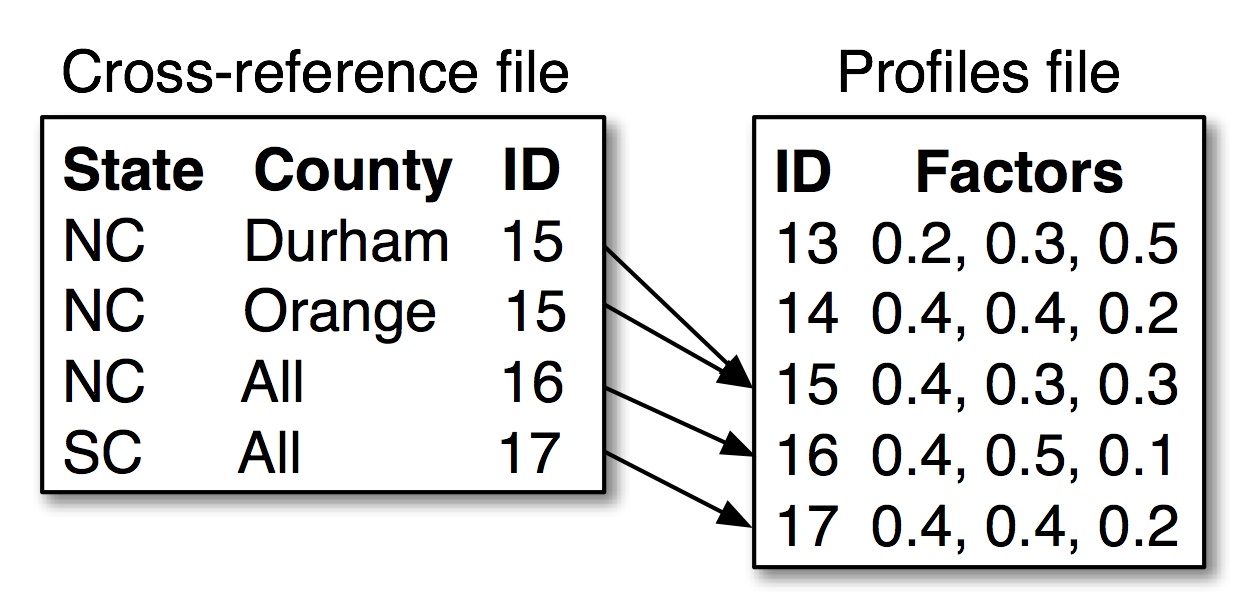 Cross-reference file
State County ID
NC Durham 15
NC Orange 15
NC All 16
SC All 17
Profiles file
ID Factors
13 0.2, 0.3, 0.5
14 0.4, 0.4, 0.2
15 0.4, 0.3, 0.3
16 0.4, 0.5, 0.1
17 0.4, 0.4, 0.2